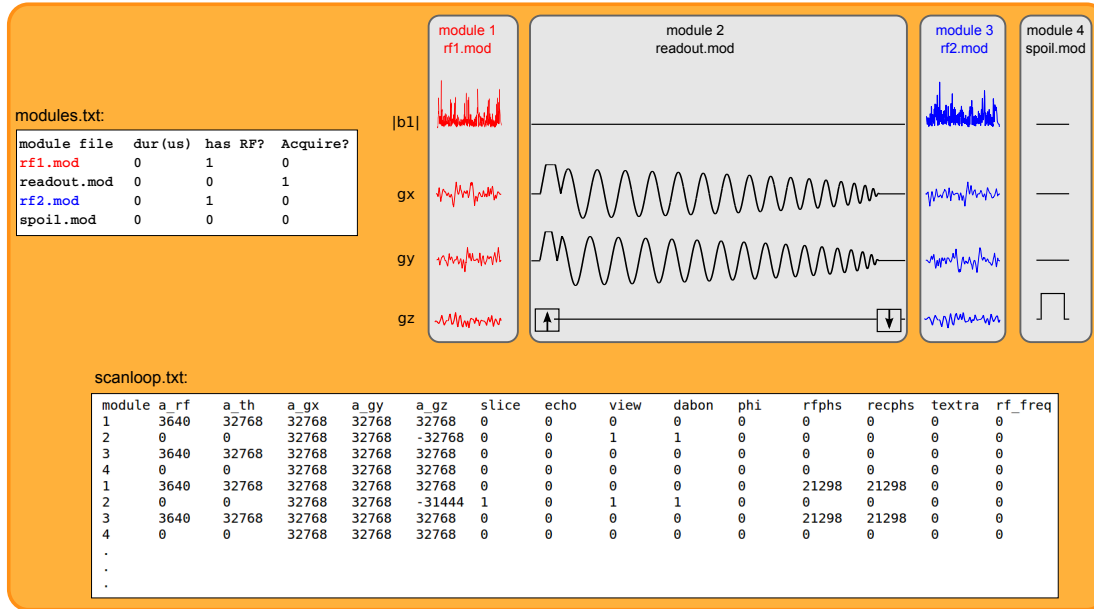 module 1
rf1.mod
module 2
readout.mod
module 3
rf2.mod
module 4
spoil.mod
modules.txt:
module file dur(us) has RF? Acquire?
rf1.mod 0 1 0
readout.mod 0 0 1
rf2.mod 0 1 0
spoil.mod 0 0 0
|b1|
gx
gy
gz
scanloop.txt:
module a_rf a_th a_gx a_gy a_gz slice echo view dabon phi rfphs recphs textra rf_freq
1 3640 32768 32768 32768 32768 0 0 0 0 0 0 0 0 0
2 0 0 32768 32768 -32768 0 0 1 1 0 0 0 0 0
3 3640 32768 32768 32768 32768 0 0 0 0 0 0 0 0 0
4 0 0 32768 32768 32768 0 0 0 0 0 0 0 0 0
1 3640 32768 32768 32768 32768 0 0 0 0 0 21298 21298 0 0
2 0 0 32768 32768 -31444 1 0 1 1 0 0 0 0 0
3 3640 32768 32768 32768 32768 0 0 0 0 0 21298 21298 0 0
4 0 0 32768 32768 32768 0 0 0 0 0 0 0 0 0
.
.
.